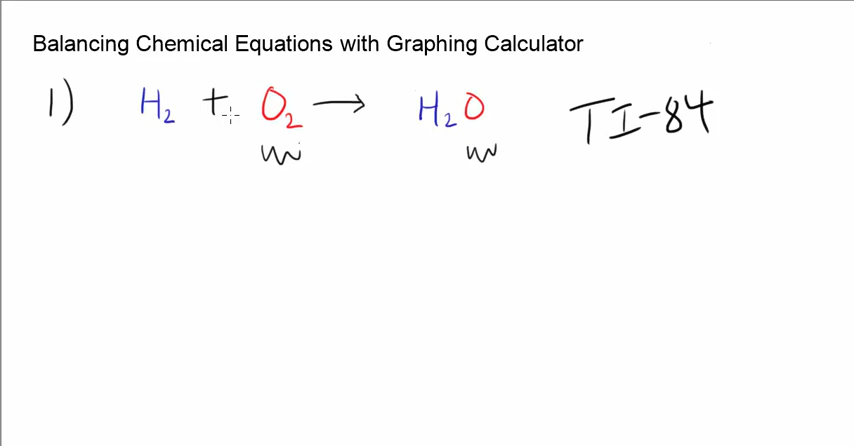 Balancing Chemical Equations with Graphing Calculator
1) H₂ + O₂ → H₂O TI-84